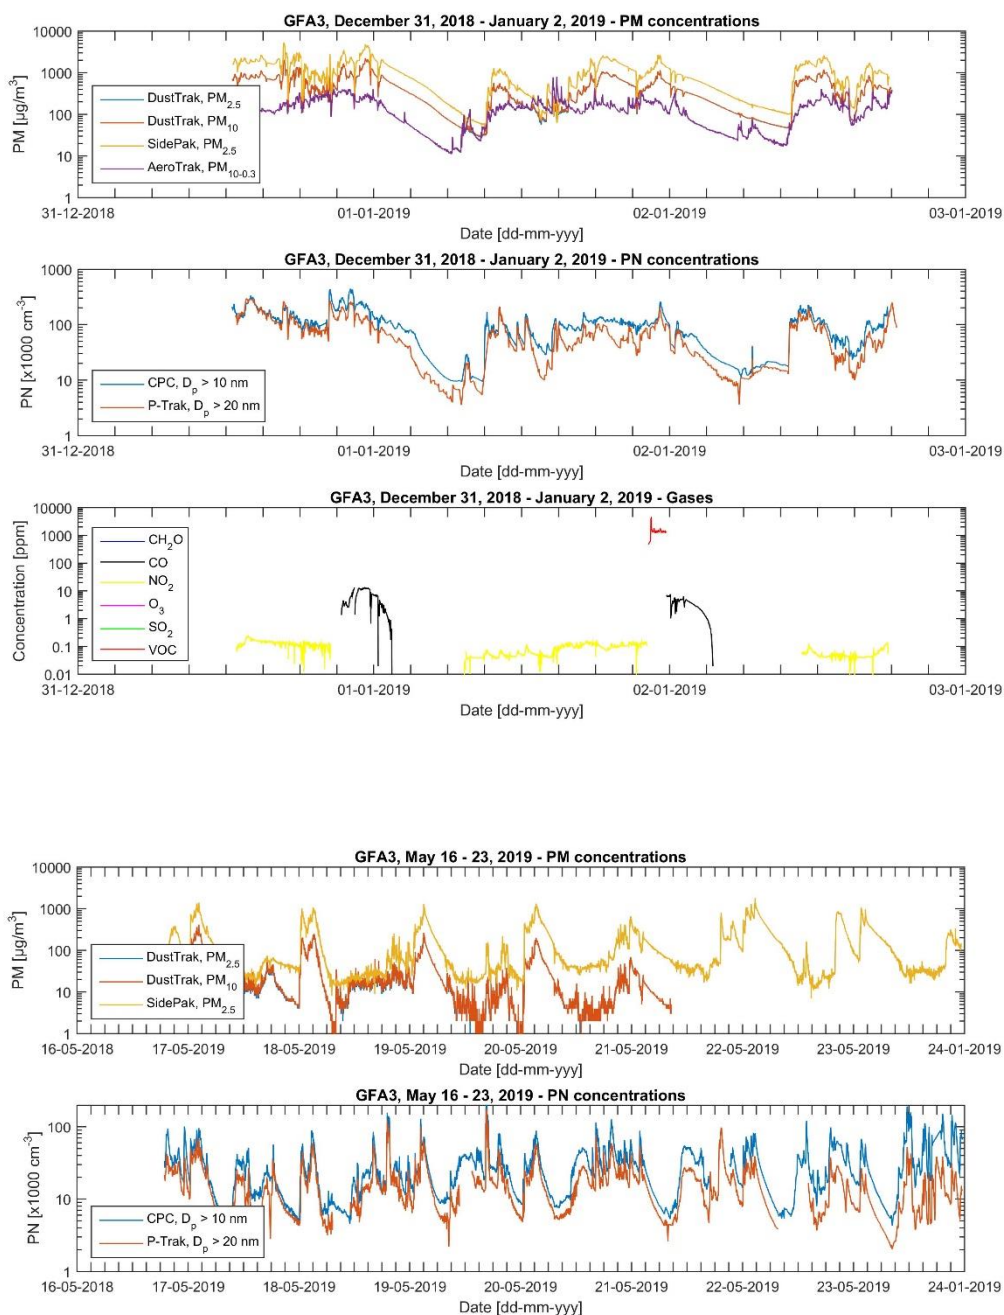 GFA3, December 31, 2018 - January 2, 2019 - PM concentrations
10000
1000
100
10
1
PM [µg/m³]
DustTrak, PM2.5
DustTrak, PM10
SidePak, PM2.5
AeroTrak, PM10-0.3
31-12-2018 01-01-2019 02-01-2019 03-01-2019
Date [dd-mm-yyy]
GFA3, December 31, 2018 - January 2, 2019 - PN concentrations
1000
100
10
1
PN [x1000 cm⁻³]
CPC, Dp > 10 nm
P-Trak, Dp > 20 nm
31-12-2018 01-01-2019 02-01-2019 03-01-2019
Date [dd-mm-yyy]
GFA3, December 31, 2018 - January 2, 2019 - Gases
10000
1000
100
10
1
0.1
0.01
Concentration [ppm]
CH2O
CO
NO2
O3
SO2
VOC
31-12-2018 01-01-2019 02-01-2019 03-01-2019
Date [dd-mm-yyy]
GFA3, May 16 - 23, 2019 - PM concentrations
10000
1000
100
10
1
PM [µg/m³]
DustTrak, PM2.5
DustTrak, PM10
SidePak, PM2.5
16-05-2018 17-05-2019 18-05-2019 19-05-2019 20-05-2019 21-05-2019 22-05-2019 23-05-2019 24-01-2019
Date [dd-mm-yyy]
GFA3, May 16 - 23, 2019 - PN concentrations
100
10
1
PN [x1000 cm⁻³]
CPC, Dp > 10 nm
P-Trak, Dp > 20 nm
16-05-2018 17-05-2019 18-05-2019 19-05-2019 20-05-2019 21-05-2019 22-05-2019 23-05-2019 24-01-2019
Date [dd-mm-yyy]